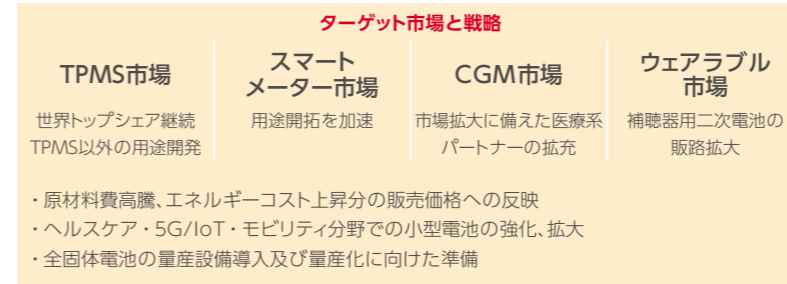 ターゲット市場と戦略
TPMS市場
世界トップシェア継続
TPMS以外の用途開発
スマート
メーター市場
用途開拓を加速
CGM市場
市場拡大に備えた医療系
パートナーの拡充
ウェアラブル
市場
補聴器用二次電池の
販路拡大
・原材料費高騰、エネルギーコスト上昇分の販売価格への反映
・ヘルスケア・5G/IoT・モビリティ分野での小型電池の強化、拡大
・全固体電池の量産設備導入及び量産化に向けた準備